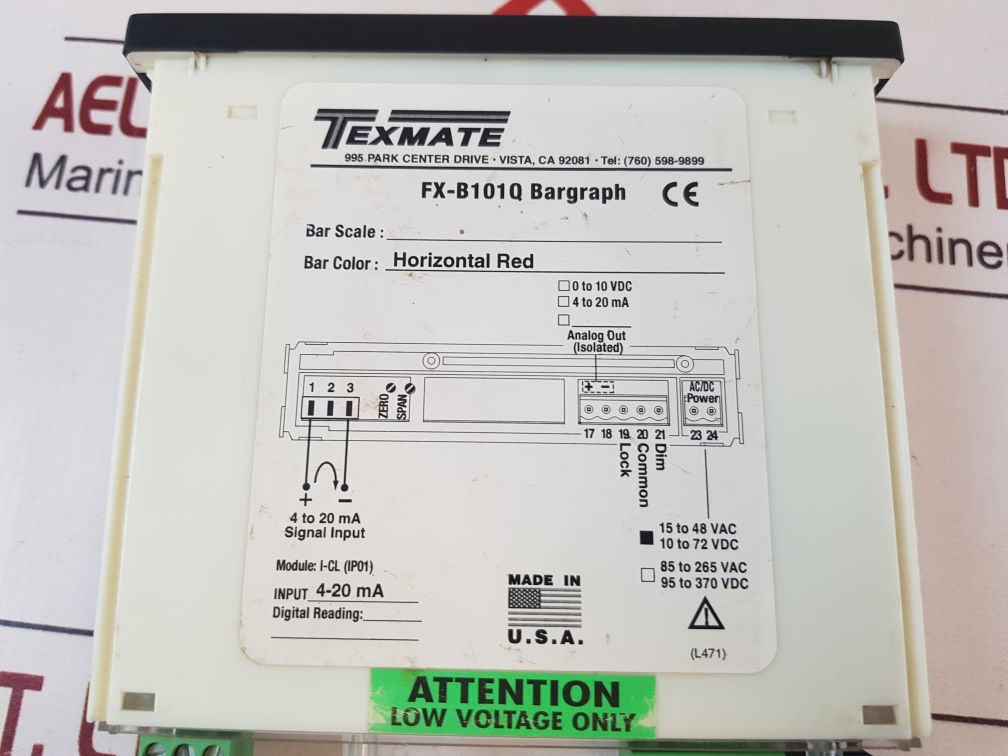 TEXMATE
995 PARK CENTER DRIVE · VISTA, CA 92081 · Tel: (760) 598-9899
FX-B101Q Bargraph CE
Bar Scale :
Bar Color : Horizontal Red
0 to 10 VDC
4 to 20 mA
Analog Out
(Isolated)
1 2 3
ZERO
SPAN
+ −
AC/DC
Power
17 18 19 20 21 23 24
Lock
Common
Dim
+ −
4 to 20 mA
Signal Input
15 to 48 VAC
10 to 72 VDC
85 to 265 VAC
95 to 370 VDC
Module: I-CL (IP01)
INPUT 4-20 mA
Digital Reading:
MADE IN
U.S.A.
(L471)
ATTENTION
LOW VOLTAGE ONLY
AEL
LTD
Marin
chine